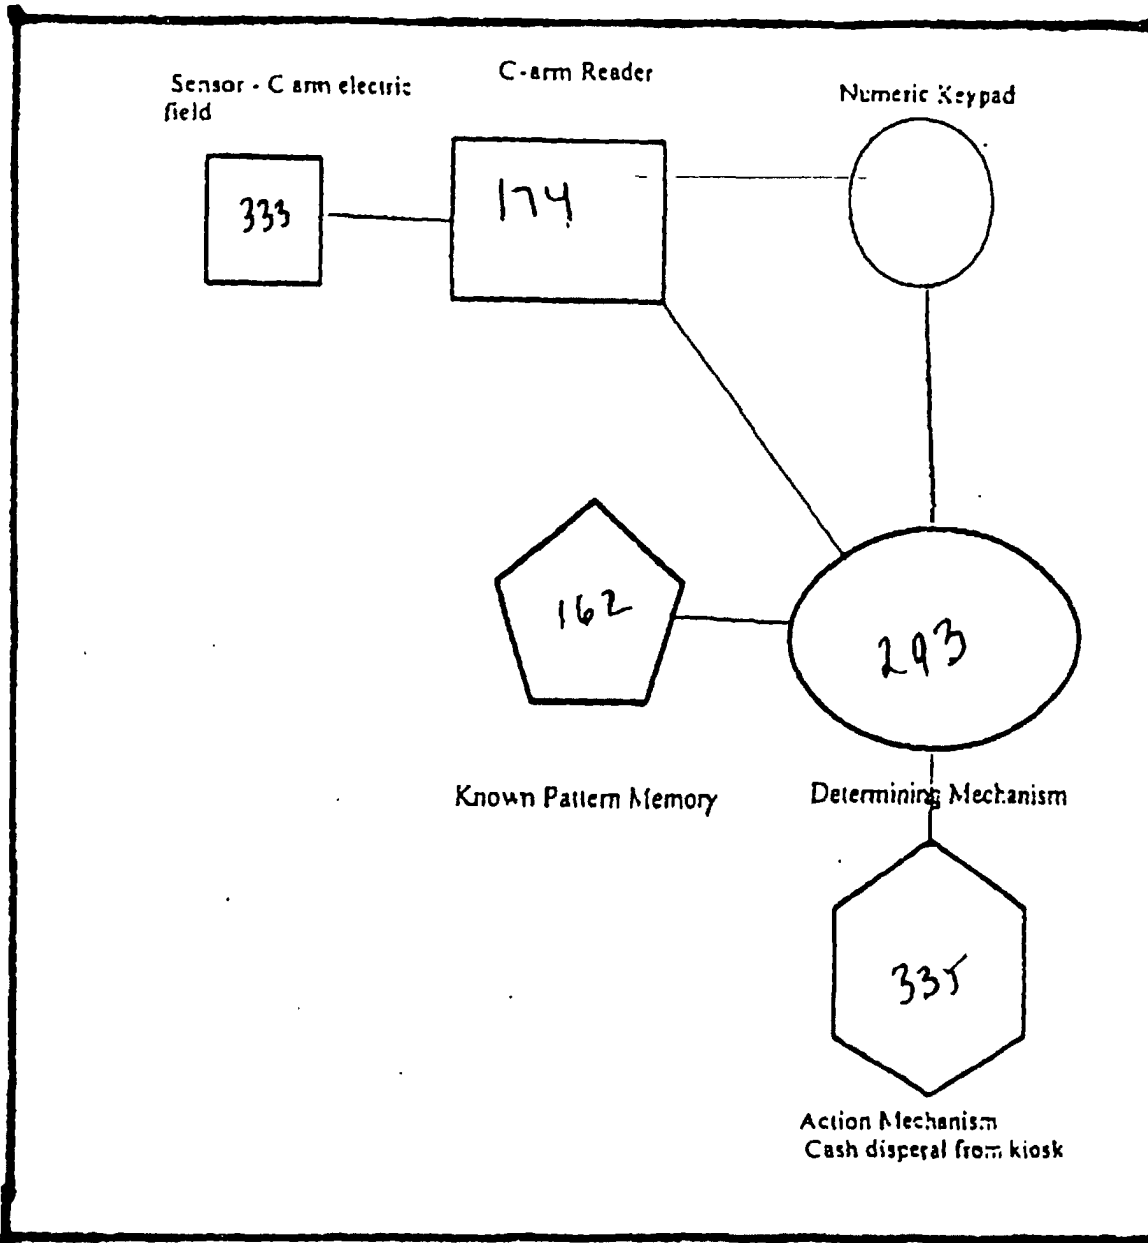 Sensor - C arm electric
field
C-arm Reader
Numeric Keypad
333
174
162
293
Known Pattern Memory
Determining Mechanism
335
Action Mechanism
Cash disperal from kiosk